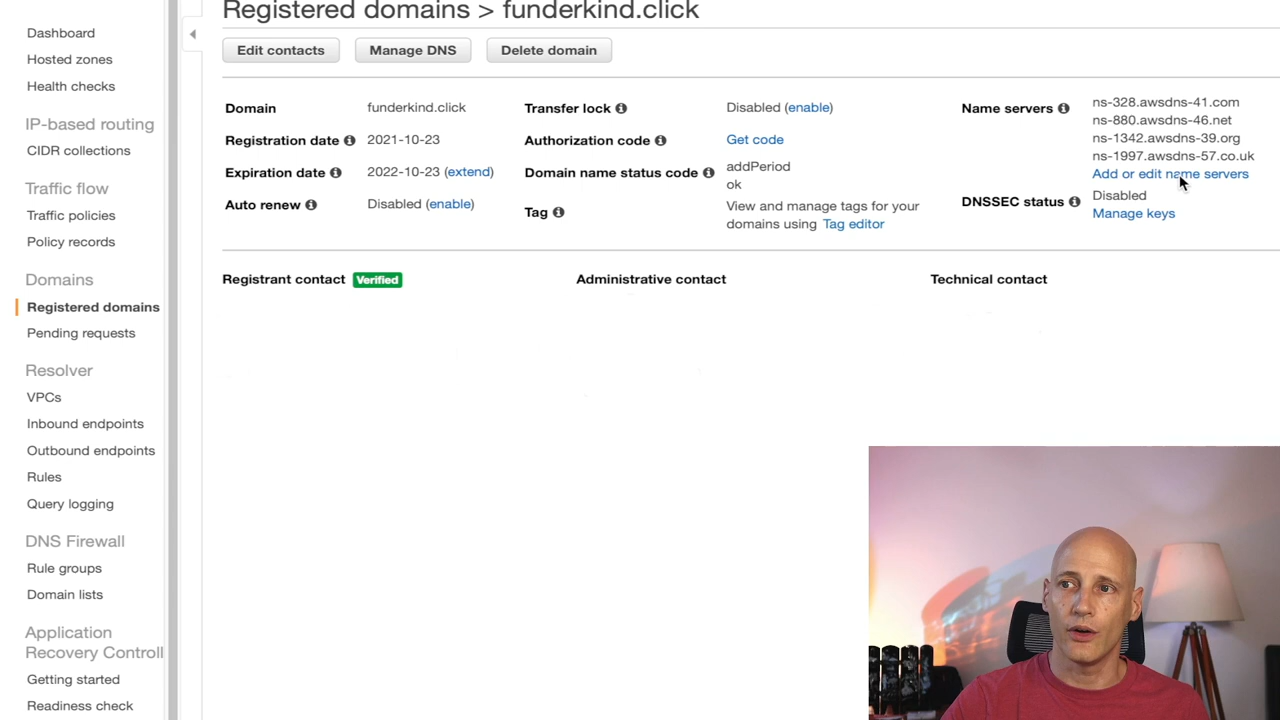 Dashboard
Hosted zones
Health checks
IP-based routing
CIDR collections
Traffic flow
Traffic policies
Policy records
Domains
Registered domains
Pending requests
Resolver
VPCs
Inbound endpoints
Outbound endpoints
Rules
Query logging
DNS Firewall
Rule groups
Domain lists
Application
Recovery Controll
Getting started
Readiness check
Registered domains > funderkind.click
Edit contacts
Manage DNS
Delete domain
Domain funderkind.click
Registration date 2021-10-23
Expiration date 2022-10-23 (extend)
Auto renew Disabled (enable)
Transfer lock Disabled (enable)
Authorization code Get code
Domain name status code addPeriod
ok
Tag View and manage tags for your
domains using Tag editor
Name servers ns-328.awsdns-41.com
ns-880.awsdns-46.net
ns-1342.awsdns-39.org
ns-1997.awsdns-57.co.uk
Add or edit name servers
DNSSEC status Disabled
Manage keys
Registrant contact Verified
Administrative contact
Technical contact